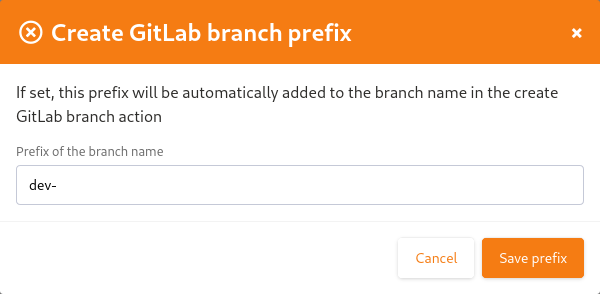 Create GitLab branch prefix
If set, this prefix will be automatically added to the branch name in the create
GitLab branch action
Prefix of the branch name
dev-
Cancel
Save prefix